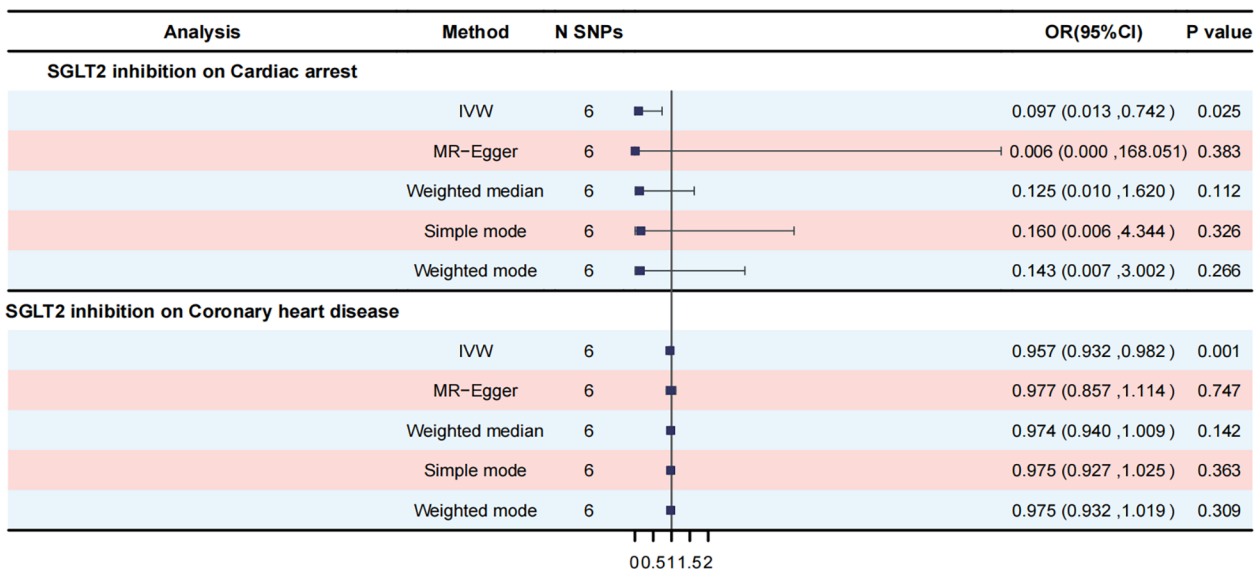 Analysis Method N SNPs OR(95%CI) P value
SGLT2 inhibition on Cardiac arrest
IVW 6 0.097 (0.013 ,0.742 ) 0.025
MR−Egger 6 0.006 (0.000 ,168.051) 0.383
Weighted median 6 0.125 (0.010 ,1.620 ) 0.112
Simple mode 6 0.160 (0.006 ,4.344 ) 0.326
Weighted mode 6 0.143 (0.007 ,3.002 ) 0.266
SGLT2 inhibition on Coronary heart disease
IVW 6 0.957 (0.932 ,0.982 ) 0.001
MR−Egger 6 0.977 (0.857 ,1.114 ) 0.747
Weighted median 6 0.974 (0.940 ,1.009 ) 0.142
Simple mode 6 0.975 (0.927 ,1.025 ) 0.363
Weighted mode 6 0.975 (0.932 ,1.019 ) 0.309
00.511.52